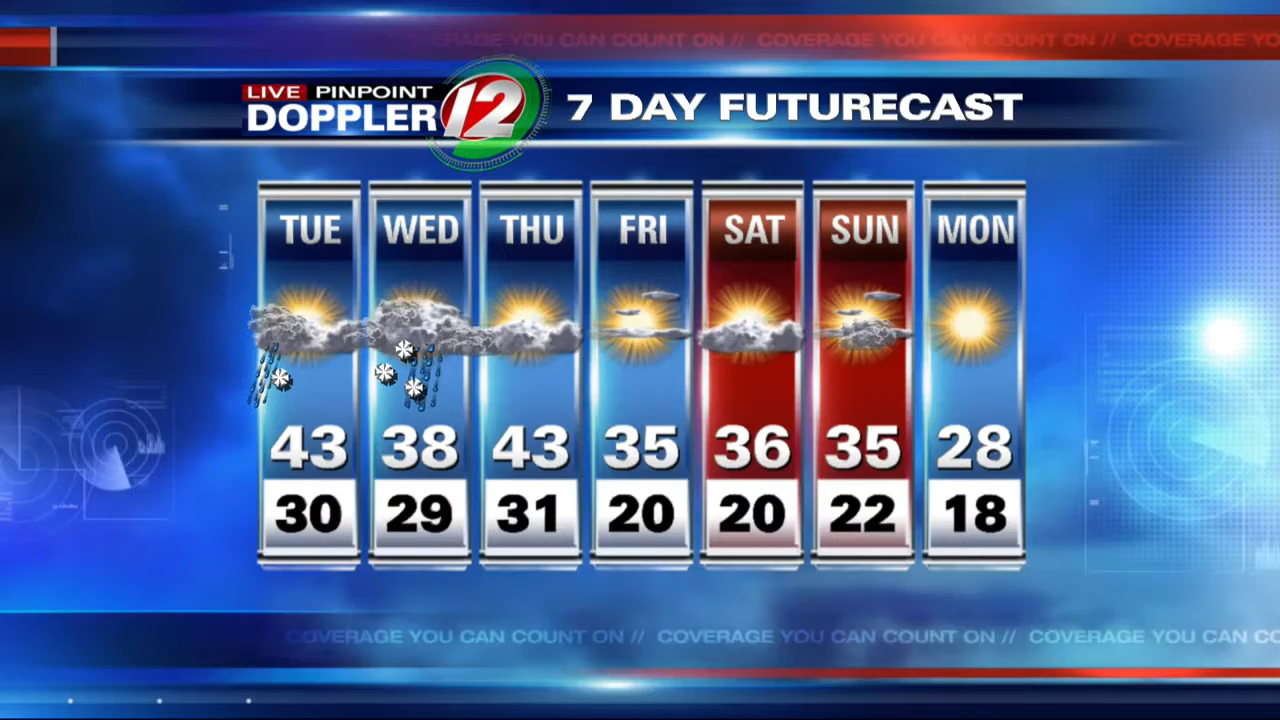 ERAGE YOU CAN COUNT ON // COVERAGE YOU CAN COUNT ON // COVERAGE YO
LIVE PINPOINT
DOPPLER 12
7 DAY FUTURECAST
TUE WED THU FRI SAT SUN MON
43 38 43 35 36 35 28
30 29 31 20 20 22 18
COVERAGE YOU CAN COUNT ON // COVERAGE YOU CAN COUNT ON // COVERAGE YOU CAN CO